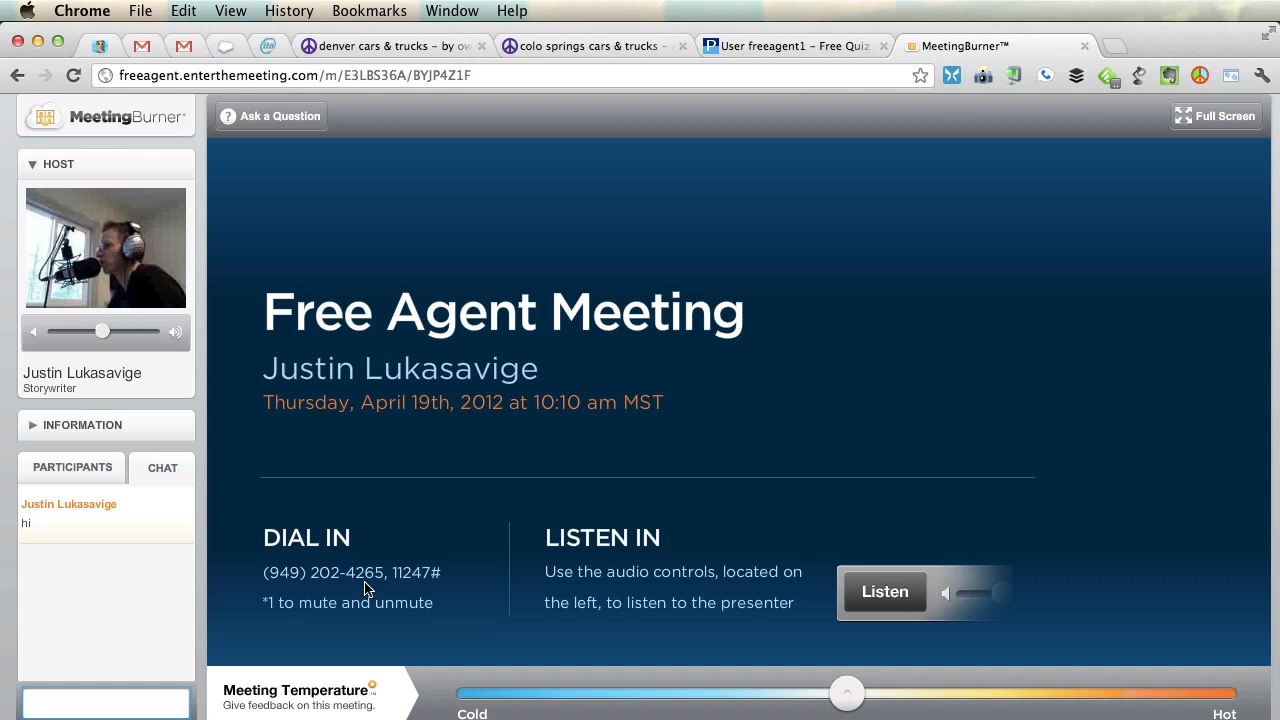 Chrome File Edit View History Bookmarks Window Help
denver cars & trucks - by ow
colo springs cars & trucks -
User freeagent1 - Free Quiz
MeetingBurner™
freeagent.enterthemeeting.com/m/E3LBS36A/BYJP4Z1F
MeetingBurner
Ask a Question
Full Screen
HOST
Justin Lukasavige
Storywriter
INFORMATION
PARTICIPANTS
CHAT
Justin Lukasavige
hi
Free Agent Meeting
Justin Lukasavige
Thursday, April 19th, 2012 at 10:10 am MST
DIAL IN
(949) 202-4265, 11247#
*1 to mute and unmute
LISTEN IN
Use the audio controls, located on
the left, to listen to the presenter
Listen
Meeting Temperature
Give feedback on this meeting.
Cold
Hot